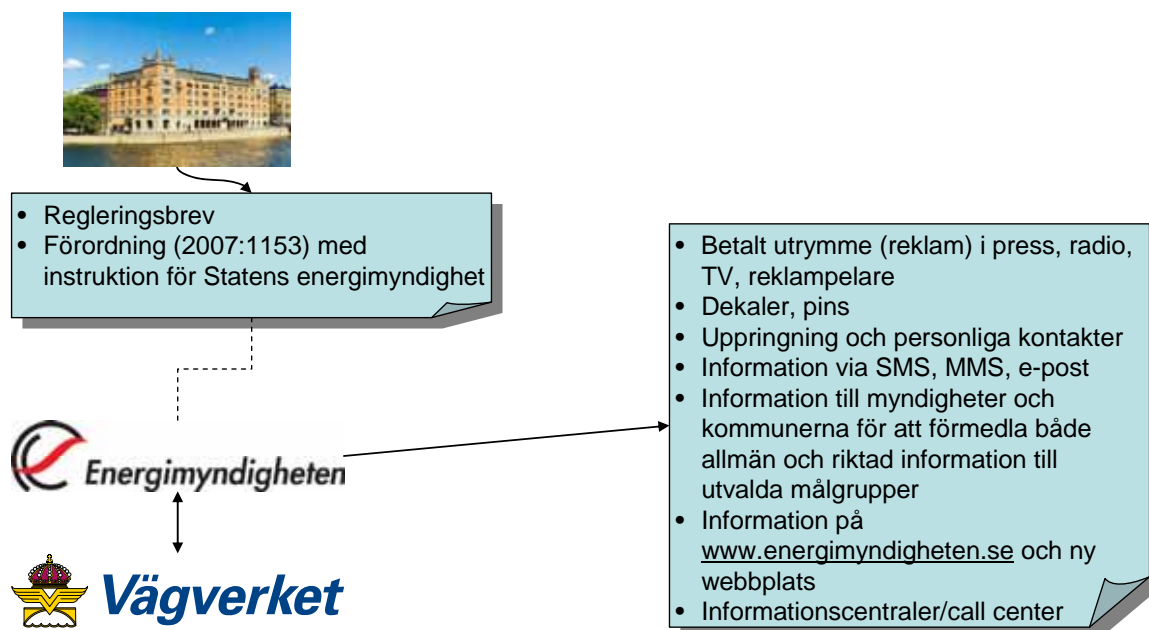 • Regleringsbrev
• Förordning (2007:1153) med
instruktion för Statens energimyndighet
• Betalt utrymme (reklam) i press, radio,
TV, reklampelare
• Dekaler, pins
• Uppringning och personliga kontakter
• Information via SMS, MMS, e-post
• Information till myndigheter och
kommunerna för att förmedla både
allmän och riktad information till
utvalda målgrupper
• Information på
www.energimyndigheten.se och ny
webbplats
• Informationscentraler/call center
Energimyndigheten
Vägverket